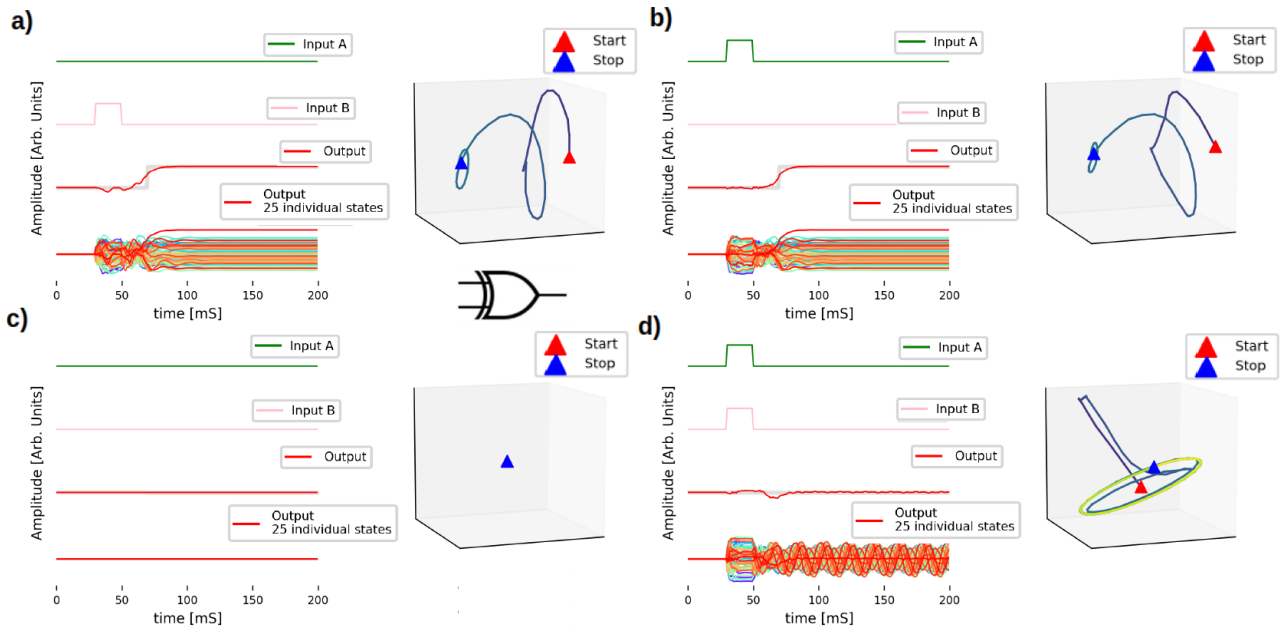 a)
Input A
Start
Stop
Input B
Output
Output
25 individual states
Amplitude [Arb. Units]
0 50 100 150 200
time [mS]
b)
Input A
Start
Stop
Input B
Output
Output
25 individual states
Amplitude [Arb. Units]
0 50 100 150 200
time [mS]
c)
Input A
Start
Stop
Input B
Output
Output
25 individual states
Amplitude [Arb. Units]
0 50 100 150 200
time [mS]
d)
Input A
Start
Stop
Input B
Output
Output
25 individual states
Amplitude [Arb. Units]
0 50 100 150 200
time [mS]